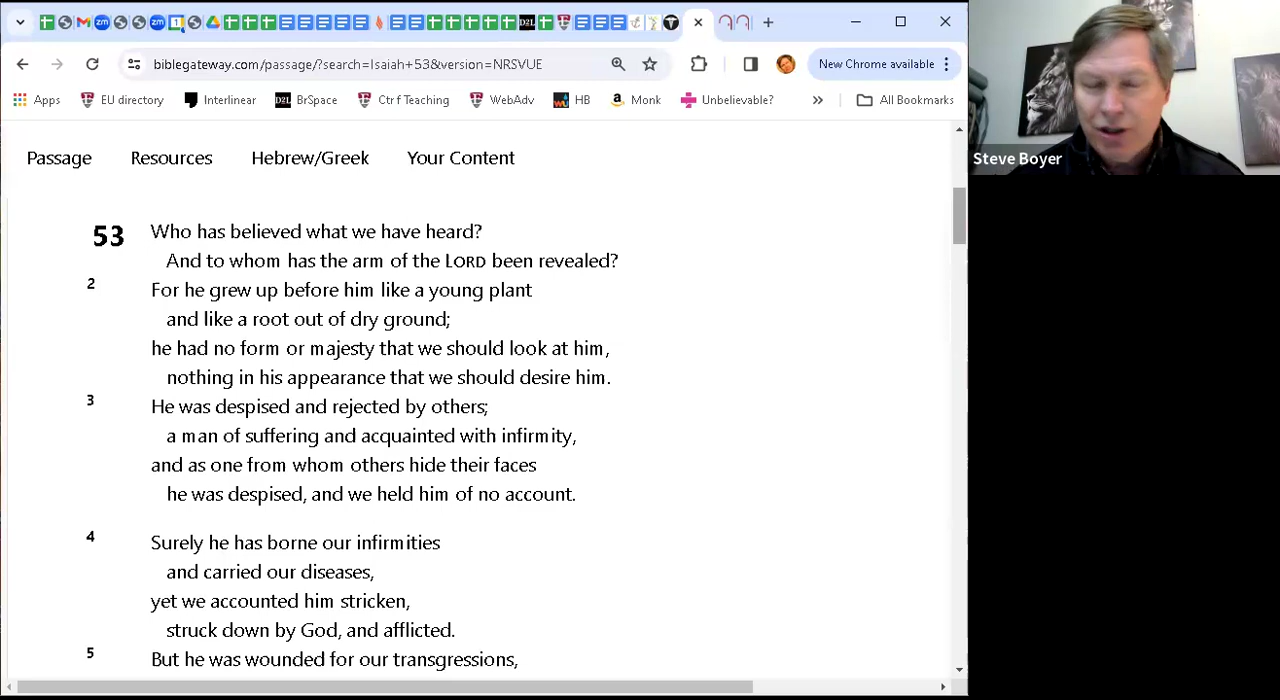 biblegateway.com/passage/?search=Isaiah+53&version=NRSVUE
New Chrome available
Apps
EU directory
Interlinear
D2L BrSpace
Ctr f Teaching
WebAdv
HB
Monk
Unbelievable?
All Bookmarks
Passage
Resources
Hebrew/Greek
Your Content
Steve Boyer
53 Who has believed what we have heard?
And to whom has the arm of the LORD been revealed?
2 For he grew up before him like a young plant
and like a root out of dry ground;
he had no form or majesty that we should look at him,
nothing in his appearance that we should desire him.
3 He was despised and rejected by others;
a man of suffering and acquainted with infirmity,
and as one from whom others hide their faces
he was despised, and we held him of no account.
4 Surely he has borne our infirmities
and carried our diseases,
yet we accounted him stricken,
struck down by God, and afflicted.
5 But he was wounded for our transgressions,